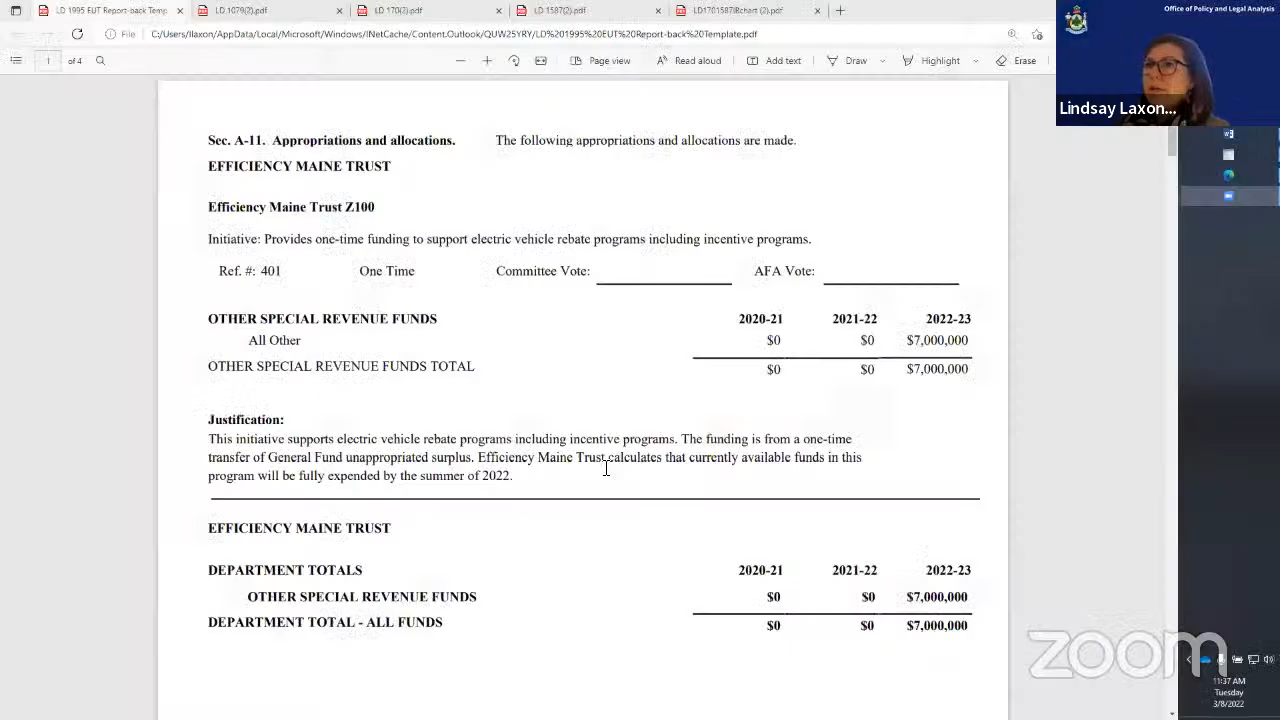 LD 1995 EUT Report-back Temp
LD.1079(2).pdf
LD 170(2).pdf
LD 1587(2).pdf
LD1701587IRchart (2).pdf
File
C:/Users/llaxon/AppData/Local/Microsoft/Windows/INetCache/Content.Outlook/QUW25YRY/LD%201995%20EUT%20Report-back%20Template.pdf
1 of 4
Page view
Read aloud
Add text
Draw
Highlight
Erase
Office of Policy and Legal Analysis
Lindsay Laxon...
Sec. A-11. Appropriations and allocations. The following appropriations and allocations are made.
EFFICIENCY MAINE TRUST
Efficiency Maine Trust Z100
Initiative: Provides one-time funding to support electric vehicle rebate programs including incentive programs.
Ref. #: 401 One Time Committee Vote: AFA Vote:
OTHER SPECIAL REVENUE FUNDS 2020-21 2021-22 2022-23
All Other $0 $0 $7,000,000
OTHER SPECIAL REVENUE FUNDS TOTAL $0 $0 $7,000,000
Justification:
This initiative supports electric vehicle rebate programs including incentive programs. The funding is from a one-time
transfer of General Fund unappropriated surplus. Efficiency Maine Trust calculates that currently available funds in this
program will be fully expended by the summer of 2022.
EFFICIENCY MAINE TRUST
DEPARTMENT TOTALS 2020-21 2021-22 2022-23
OTHER SPECIAL REVENUE FUNDS $0 $0 $7,000,000
DEPARTMENT TOTAL - ALL FUNDS $0 $0 $7,000,000
zoom
11:37 AM
Tuesday
3/8/2022